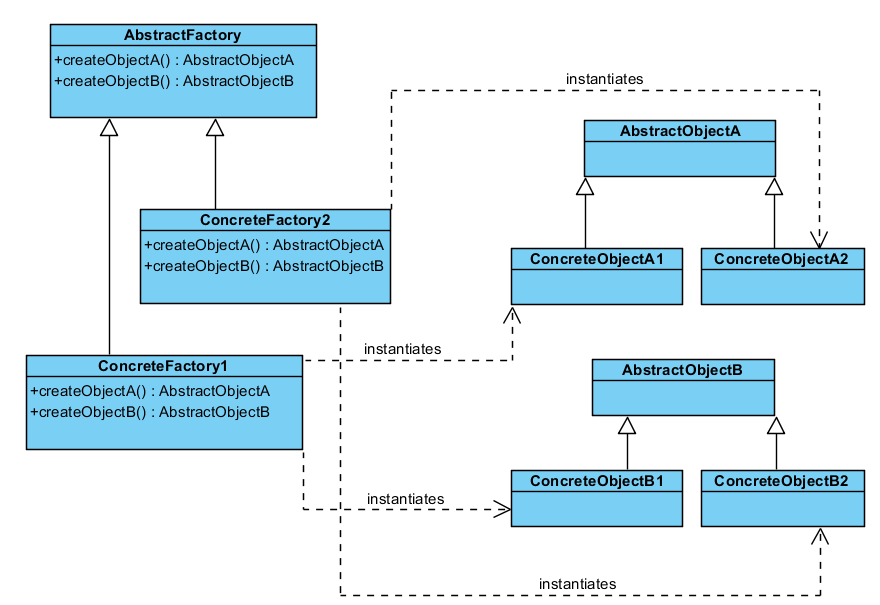 AbstractFactory
+createObjectA() : AbstractObjectA
+createObjectB() : AbstractObjectB
instantiates
AbstractObjectA
ConcreteFactory2
+createObjectA() : AbstractObjectA
+createObjectB() : AbstractObjectB
ConcreteObjectA1
ConcreteObjectA2
instantiates
ConcreteFactory1
+createObjectA() : AbstractObjectA
+createObjectB() : AbstractObjectB
AbstractObjectB
ConcreteObjectB1
ConcreteObjectB2
instantiates
instantiates